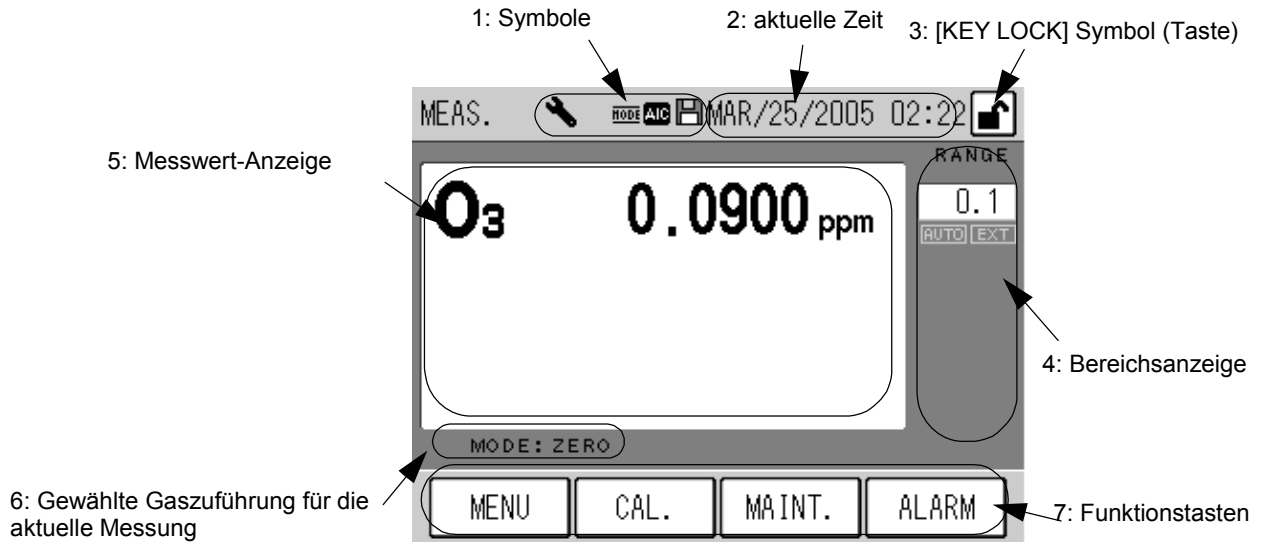 1: Symbole
2: aktuelle Zeit
3: [KEY LOCK] Symbol (Taste)
MEAS.
MODE AIC
MAR/25/2005 02:22
5: Messwert-Anzeige
RANGE
O3 0.0900 ppm
0.1
AUTO EXT
4: Bereichsanzeige
MODE: ZERO
6: Gewählte Gaszuführung für die
aktuelle Messung
MENU CAL. MAINT. ALARM
7: Funktionstasten